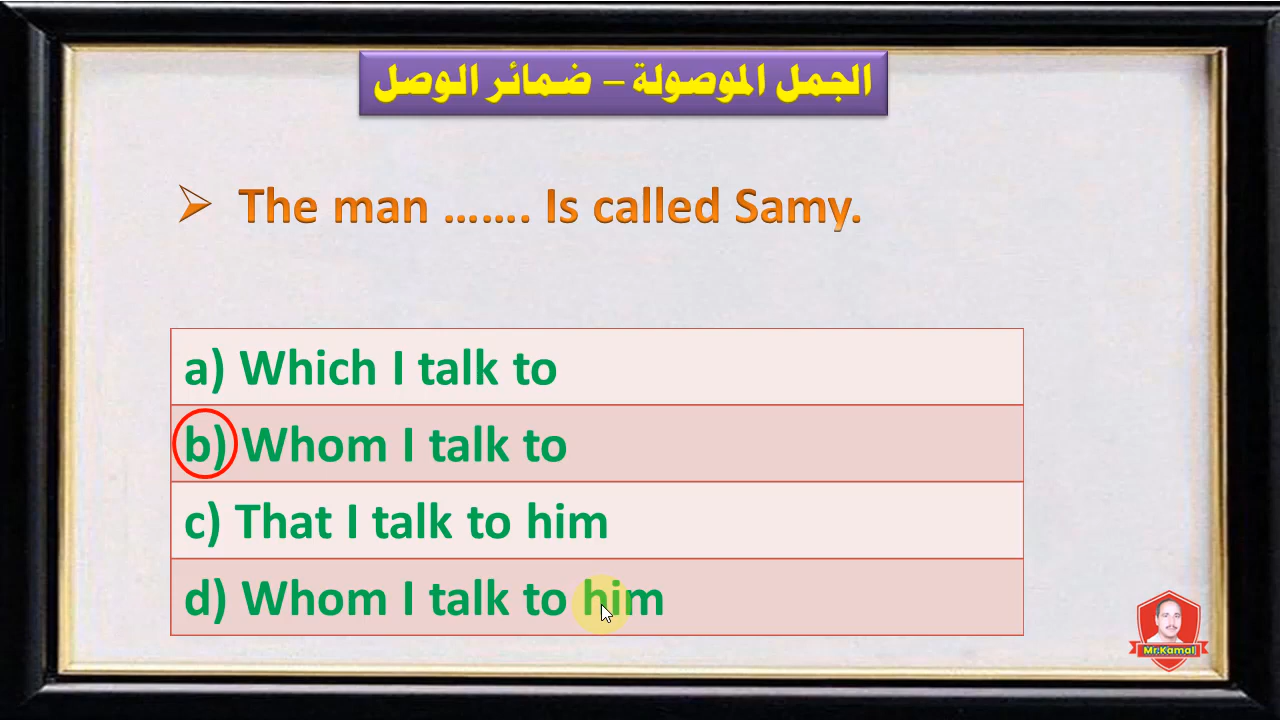 الجمل الموصولة – ضمائر الوصل
The man ……. Is called Samy.
a) Which I talk to
b) Whom I talk to
c) That I talk to him
d) Whom I talk to him
Mr.Kamal